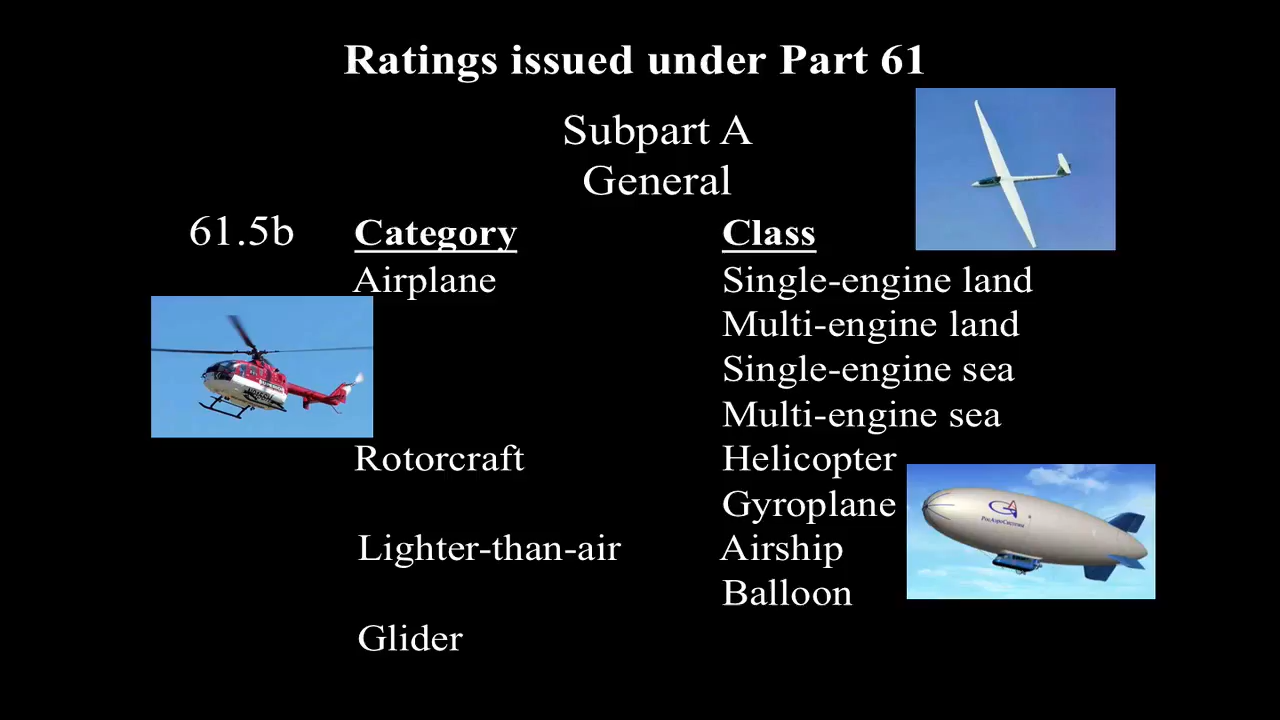 Ratings issued under Part 61
Subpart A
General
61.5b Category Class
Airplane Single-engine land
Multi-engine land
Single-engine sea
Multi-engine sea
Rotorcraft Helicopter
Gyroplane
Lighter-than-air Airship
Balloon
Glider